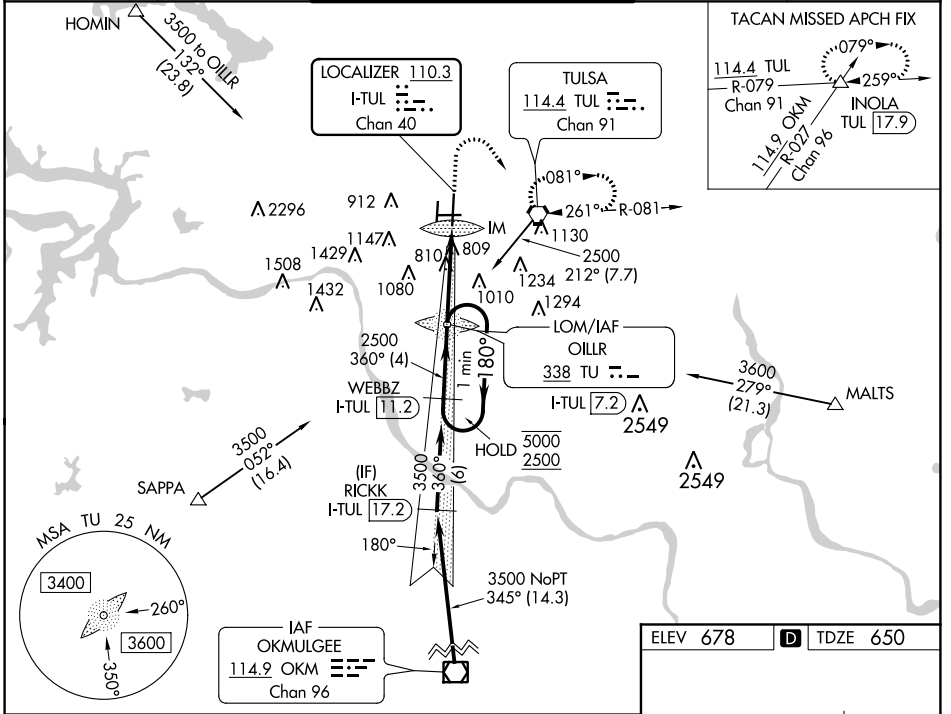 HOMIN
3500 to OILLR
132°
(23.8)
LOCALIZER 110.3
I-TUL
Chan 40
TULSA
114.4 TUL
Chan 91
TACAN MISSED APCH FIX
079°
114.4 TUL
R-079
Chan 91
259°
INOLA
TUL 17.9
114.9 OKM
R-027
Chan 96
081°
261°
R-081
IM
1130
2500
212° (7.7)
2296
912
1147
1429
1508
1432
1080
810
809
1010
1234
1294
2500
360° (4)
1 min
180°
LOM/IAF
OILLR
338 TU
I-TUL 7.2
2549
3600
279°
(21.3)
MALTS
WEBBZ
I-TUL 11.2
HOLD
5000
2500
2549
3500
052°
(16.4)
SAPPA
3500
360°
(6)
(IF)
RICKK
I-TUL 17.2
180°
3500 NoPT
345° (14.3)
MSA TU 25 NM
3400
260°
3600
350°
IAF
OKMULGEE
114.9 OKM
Chan 96
ELEV 678 D TDZE 650